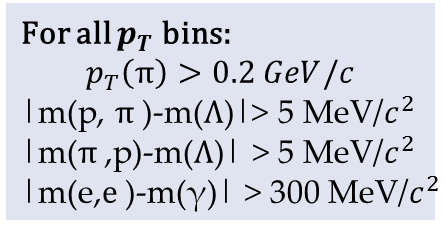 For all p_T bins:
p_T(π) > 0.2 GeV/c
|m(p, π )-m(Λ)|> 5 MeV/c²
|m(π ,p)-m(Λ)| > 5 MeV/c²
|m(e,e )-m(γ)| > 300 MeV/c²